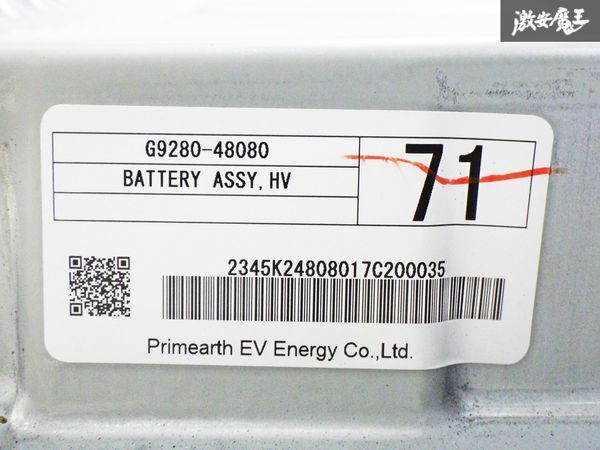 激安魔王
G9280-48080
BATTERY ASSY, HV
71
2345K24808017C200035
Primearth EV Energy Co.,Ltd.